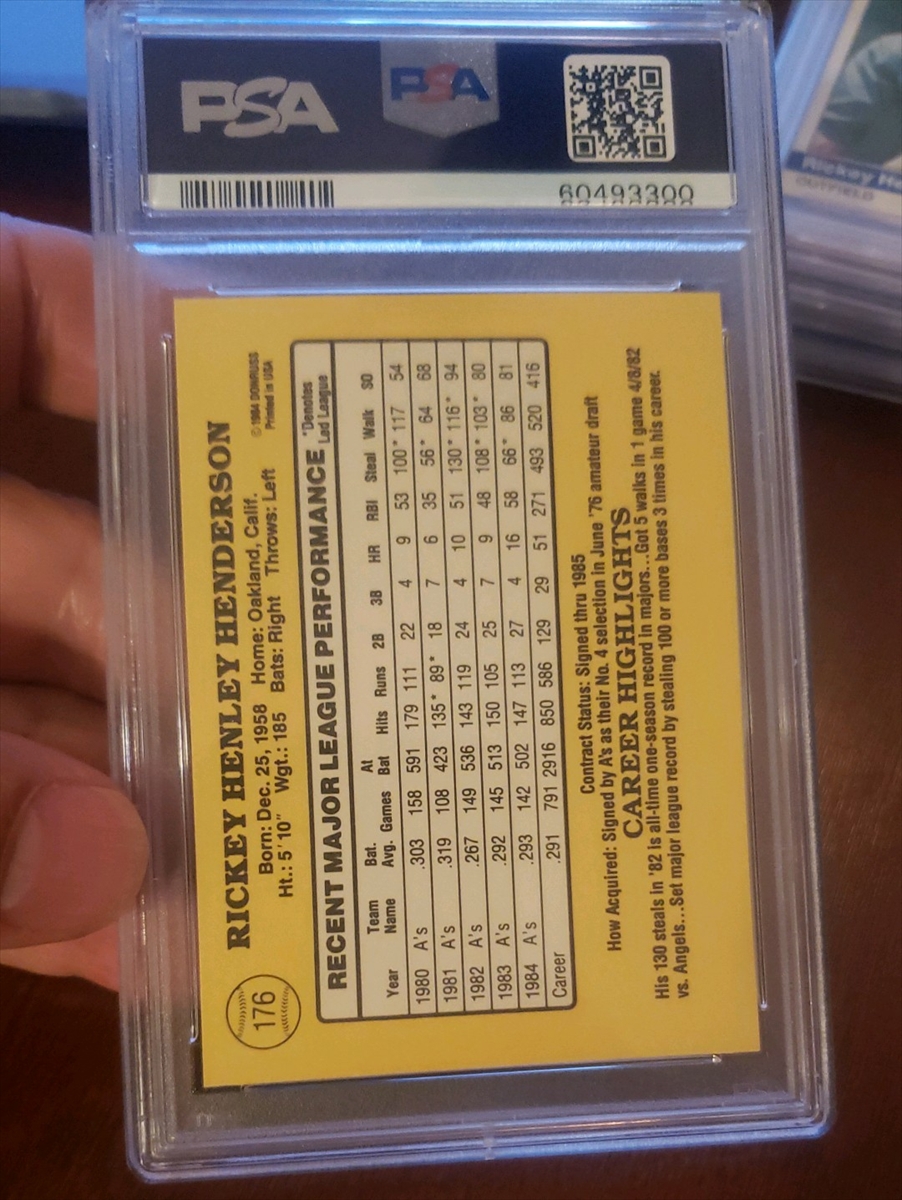 PSA
PSA
60493300
Rickey He
OUTFIELD
176
RICKEY HENLEY HENDERSON
Born: Dec. 25, 1958 Home: Oakland, Calif.
Ht.: 5'10" Wgt.: 185 Bats: Right Throws: Left
© 1984 DONRUSS
Printed in USA
RECENT MAJOR LEAGUE PERFORMANCE *Denotes Led League
Year Team Name Bat. Avg. Games At Bat Hits Runs 2B 3B HR RBI Steal Walk SO
1980 A's .303 158 591 179 111 22 4 9 53 100* 117 54
1981 A's .319 108 423 135* 89* 18 7 6 35 56* 64 68
1982 A's .267 149 536 143 119 24 4 10 51 130* 116* 94
1983 A's .292 145 513 150 105 25 7 9 48 108* 103* 80
1984 A's .293 142 502 147 113 27 4 16 58 66* 86 81
Career .291 791 2916 850 586 129 29 51 271 493 520 416
Contract Status: Signed thru 1985
How Acquired: Signed by A's as their No. 4 selection in June '76 amateur draft
CAREER HIGHLIGHTS
His 130 steals in '82 is all-time one-season record in majors...Got 5 walks in 1 game 4/8/82
vs. Angels...Set major league record by stealing 100 or more bases 3 times in his career.